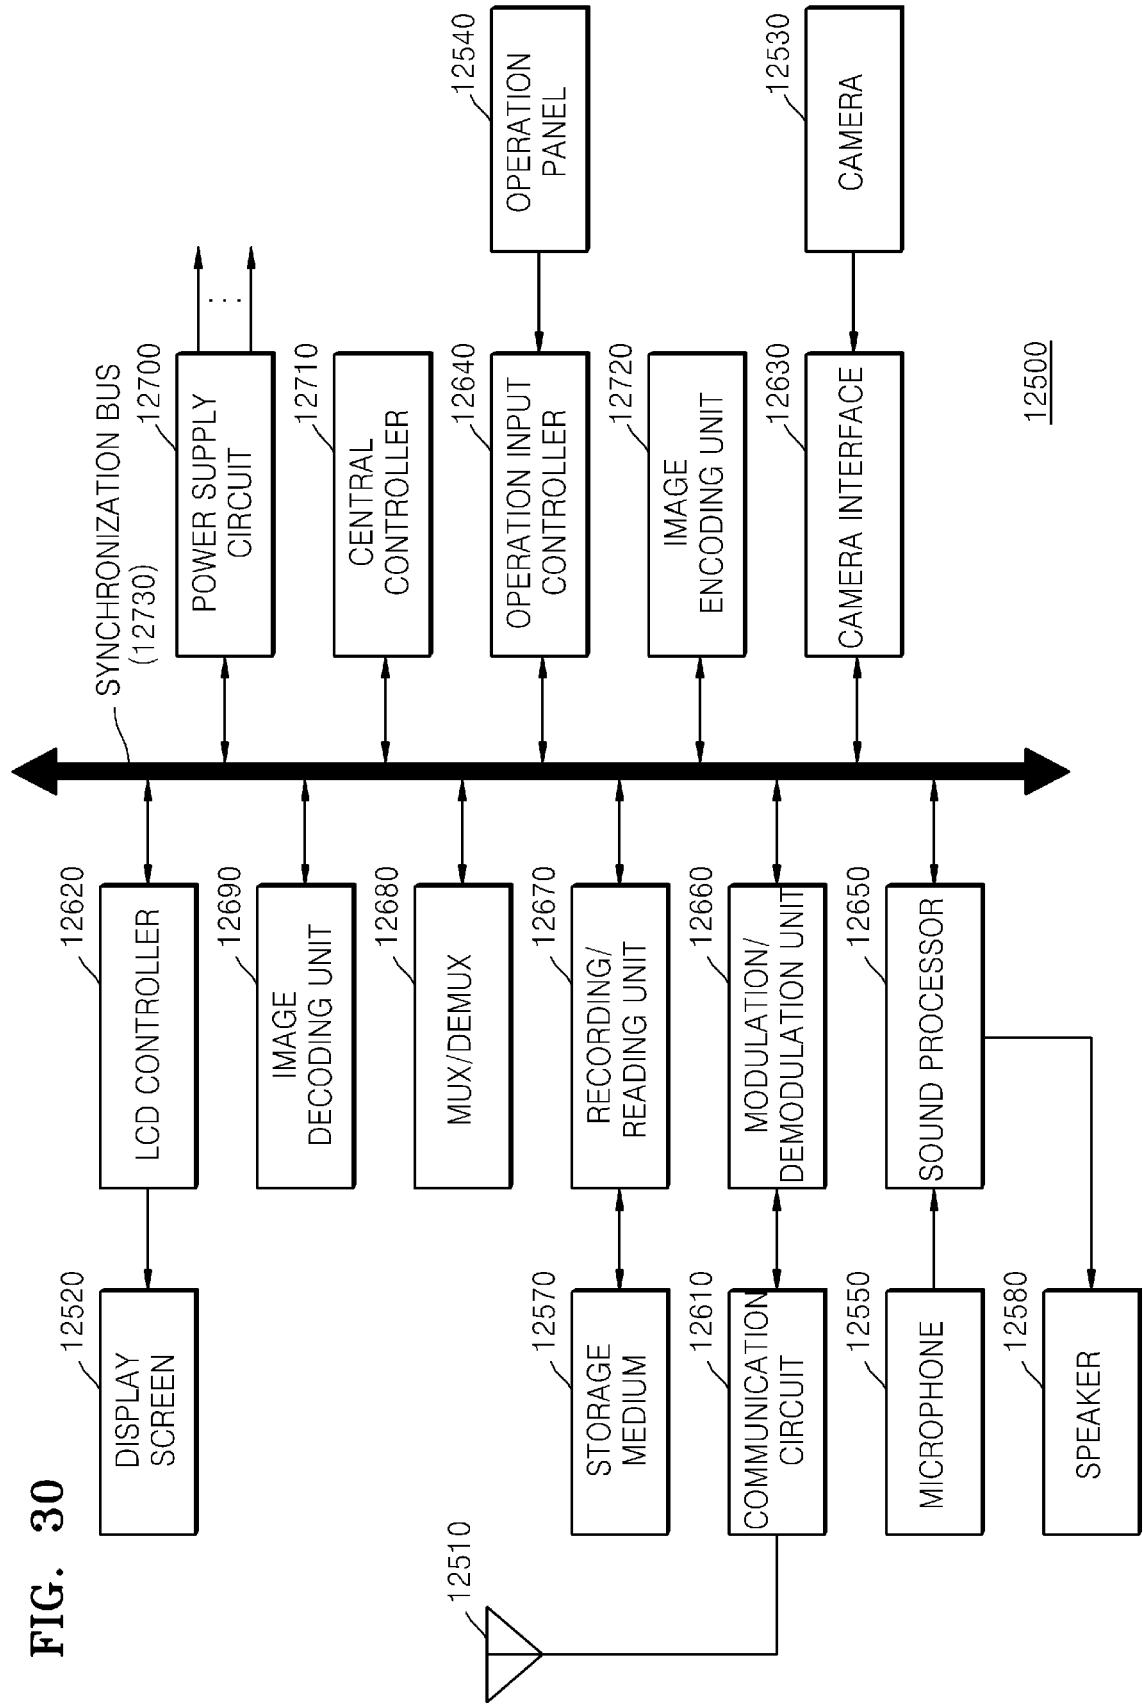 FIG. 30
SYNCHRONIZATION BUS
(12730)
12520
DISPLAY
SCREEN
12620
LCD CONTROLLER
12700
POWER SUPPLY
CIRCUIT
...
12690
IMAGE
DECODING UNIT
12710
CENTRAL
CONTROLLER
12680
MUX/DEMUX
12640
OPERATION INPUT
CONTROLLER
12540
OPERATION
PANEL
12510
12570
STORAGE
MEDIUM
12670
RECORDING/
READING UNIT
12720
IMAGE
ENCODING UNIT
12610
COMMUNICATION
CIRCUIT
12660
MODULATION/
DEMODULATION UNIT
12630
CAMERA INTERFACE
12530
CAMERA
12550
MICROPHONE
12650
SOUND PROCESSOR
12580
SPEAKER
12500